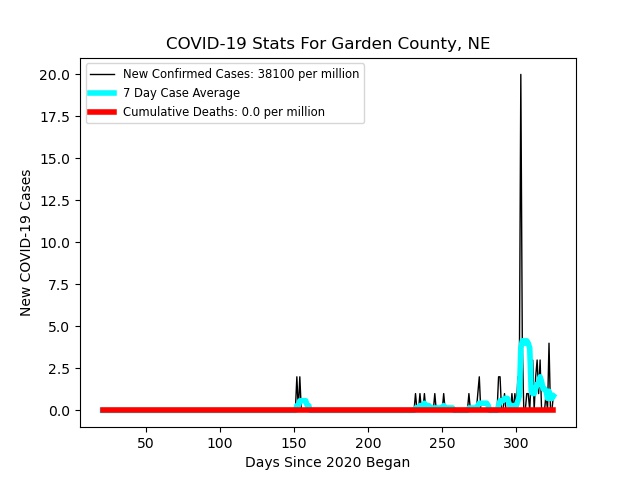 COVID-19 Stats For Garden County, NE
New Confirmed Cases: 38100 per million
7 Day Case Average
Cumulative Deaths: 0.0 per million
New COVID-19 Cases
20.0
17.5
15.0
12.5
10.0
7.5
5.0
2.5
0.0
50 100 150 200 250 300
Days Since 2020 Began